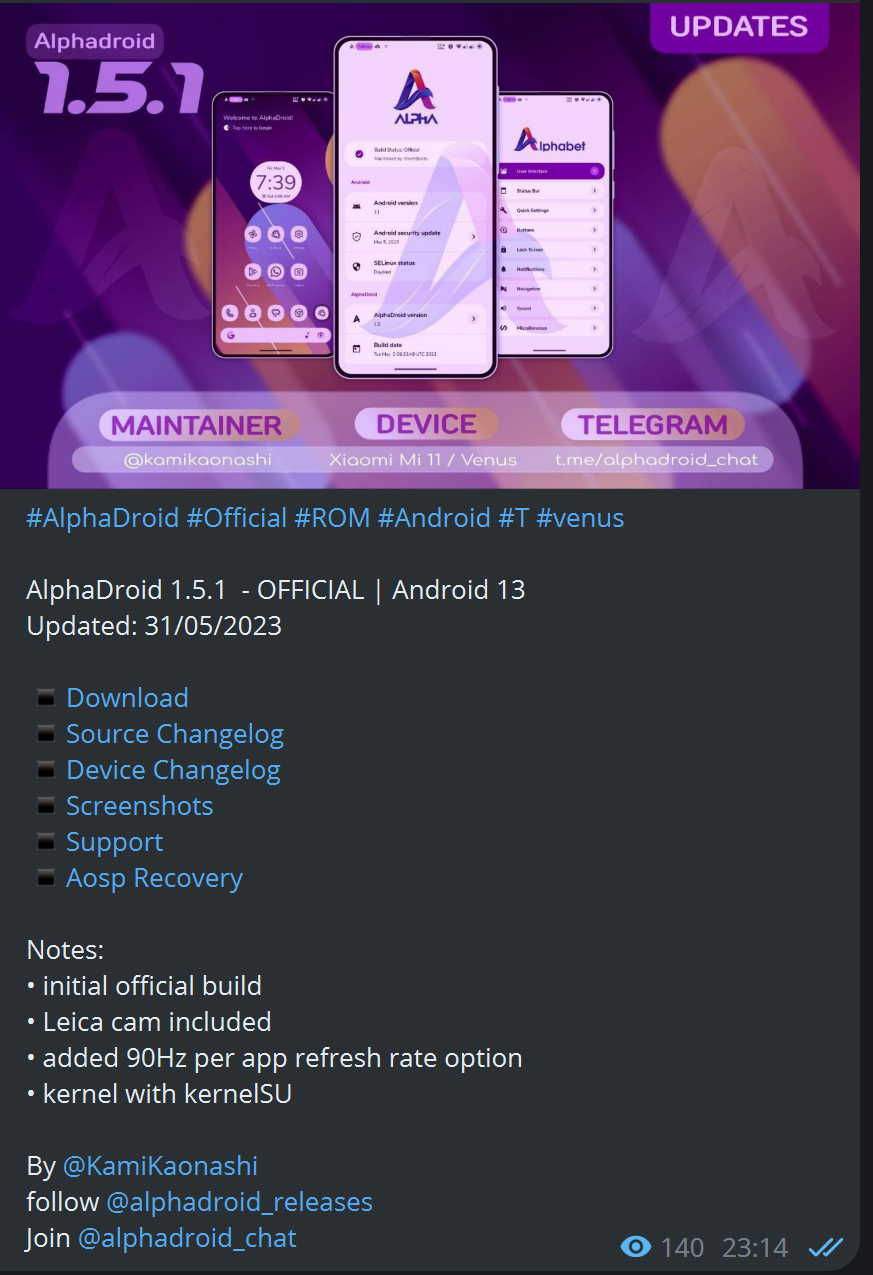 Alphadroid
1.5.1
UPDATES
Welcome to AlphaDroid!
Tap here to begin
7:39
ALPHA
Build Status: Official
Android
Android version
13
Android security update
May 5, 2023
SELinux status
Disabled
AlphaDroid
AlphaDroid version
Build date
Alphabet
User Interface
Status Bar
Quick Settings
Buttons
Lock Screen
Notifications
Navigation
Sound
Miscellaneous
MAINTAINER
@kamikaonashi
DEVICE
Xiaomi Mi 11 / Venus
TELEGRAM
t.me/alphadroid_chat
#AlphaDroid #Official #ROM #Android #T #venus
AlphaDroid 1.5.1 - OFFICIAL | Android 13
Updated: 31/05/2023
Download
Source Changelog
Device Changelog
Screenshots
Support
Aosp Recovery
Notes:
• initial official build
• Leica cam included
• added 90Hz per app refresh rate option
• kernel with kernelSU
By @KamiKaonashi
follow @alphadroid_releases
Join @alphadroid_chat
140 23:14